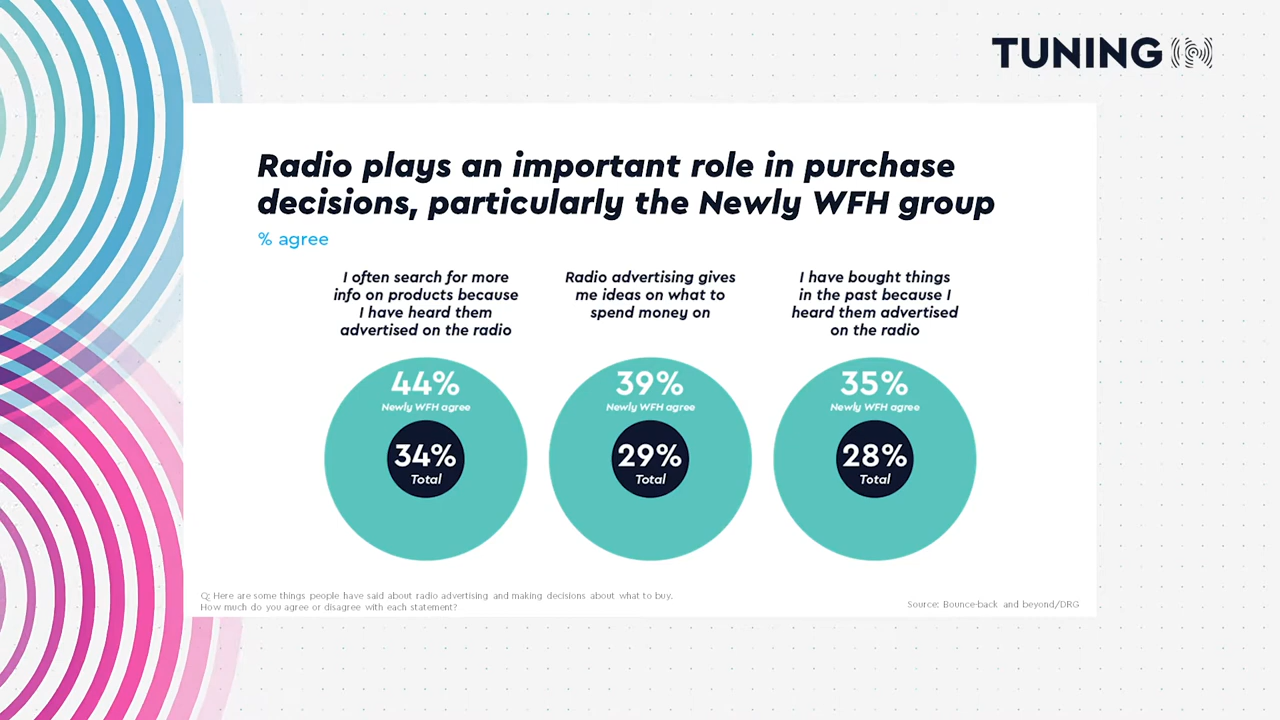 TUNING IN
Radio plays an important role in purchase
decisions, particularly the Newly WFH group
% agree
I often search for more
info on products because
I have heard them
advertised on the radio
Radio advertising gives
me ideas on what to
spend money on
I have bought things
in the past because I
heard them advertised
on the radio
44%
Newly WFH agree
34%
Total
39%
Newly WFH agree
29%
Total
35%
Newly WFH agree
28%
Total
Q: Here are some things people have said about radio advertising and making decisions about what to buy.
How much do you agree or disagree with each statement?
Source: Bounce-back and beyond/DRG